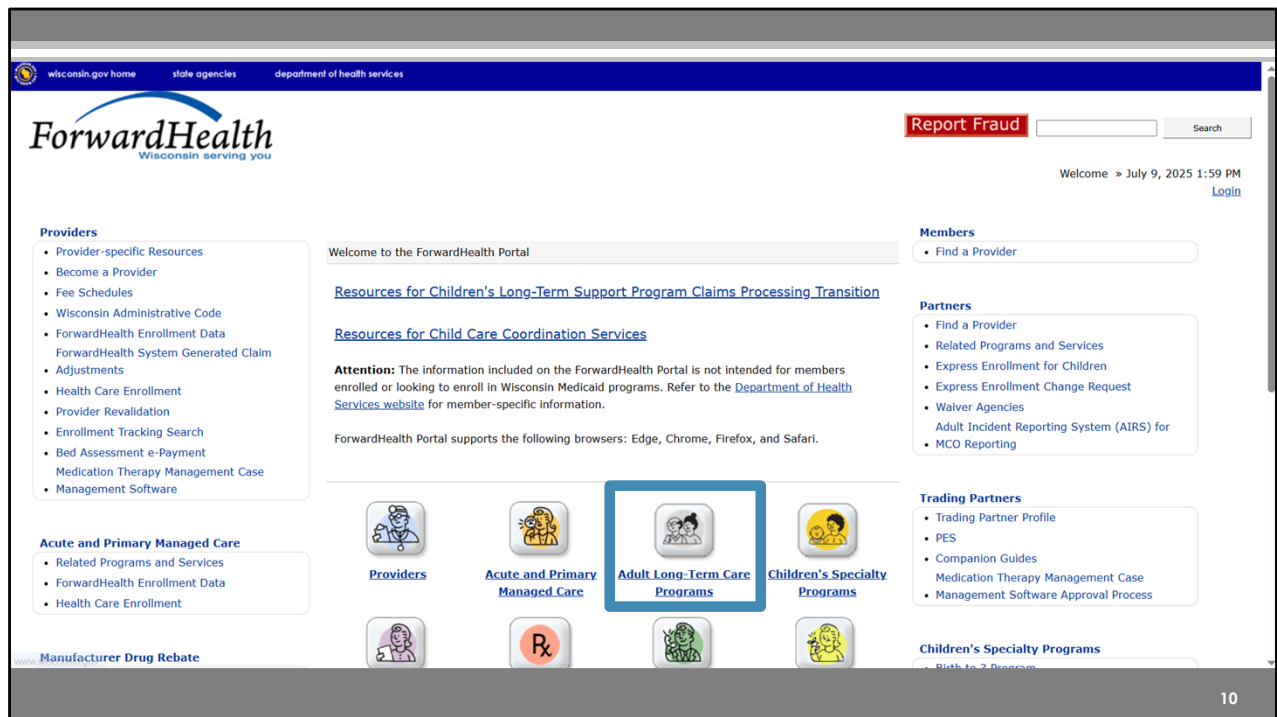 wisconsin.gov home state agencies department of health services
ForwardHealth
Wisconsin serving you
Report Fraud
Search
Welcome » July 9, 2025 1:59 PM
Login
Providers
• Provider-specific Resources
• Become a Provider
• Fee Schedules
• Wisconsin Administrative Code
• ForwardHealth Enrollment Data
ForwardHealth System Generated Claim
• Adjustments
• Health Care Enrollment
• Provider Revalidation
• Enrollment Tracking Search
• Bed Assessment e-Payment
Medication Therapy Management Case
• Management Software
Acute and Primary Managed Care
• Related Programs and Services
• ForwardHealth Enrollment Data
• Health Care Enrollment
Manufacturer Drug Rebate
Welcome to the ForwardHealth Portal
Resources for Children's Long-Term Support Program Claims Processing Transition
Resources for Child Care Coordination Services
Attention: The information included on the ForwardHealth Portal is not intended for members
enrolled or looking to enroll in Wisconsin Medicaid programs. Refer to the Department of Health
Services website for member-specific information.
ForwardHealth Portal supports the following browsers: Edge, Chrome, Firefox, and Safari.
Providers
Acute and Primary
Managed Care
Adult Long-Term Care
Programs
Children's Specialty
Programs
Rx
Members
• Find a Provider
Partners
• Find a Provider
• Related Programs and Services
• Express Enrollment for Children
• Express Enrollment Change Request
• Waiver Agencies
Adult Incident Reporting System (AIRS) for
• MCO Reporting
Trading Partners
• Trading Partner Profile
• PES
• Companion Guides
Medication Therapy Management Case
• Management Software Approval Process
Children's Specialty Programs
• Birth to 3 Program
10